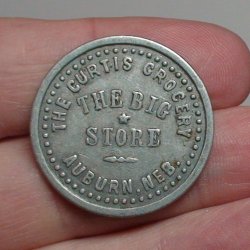 THE CURTIS GROCERY
THE BIG
STORE
AUBURN, NEB.